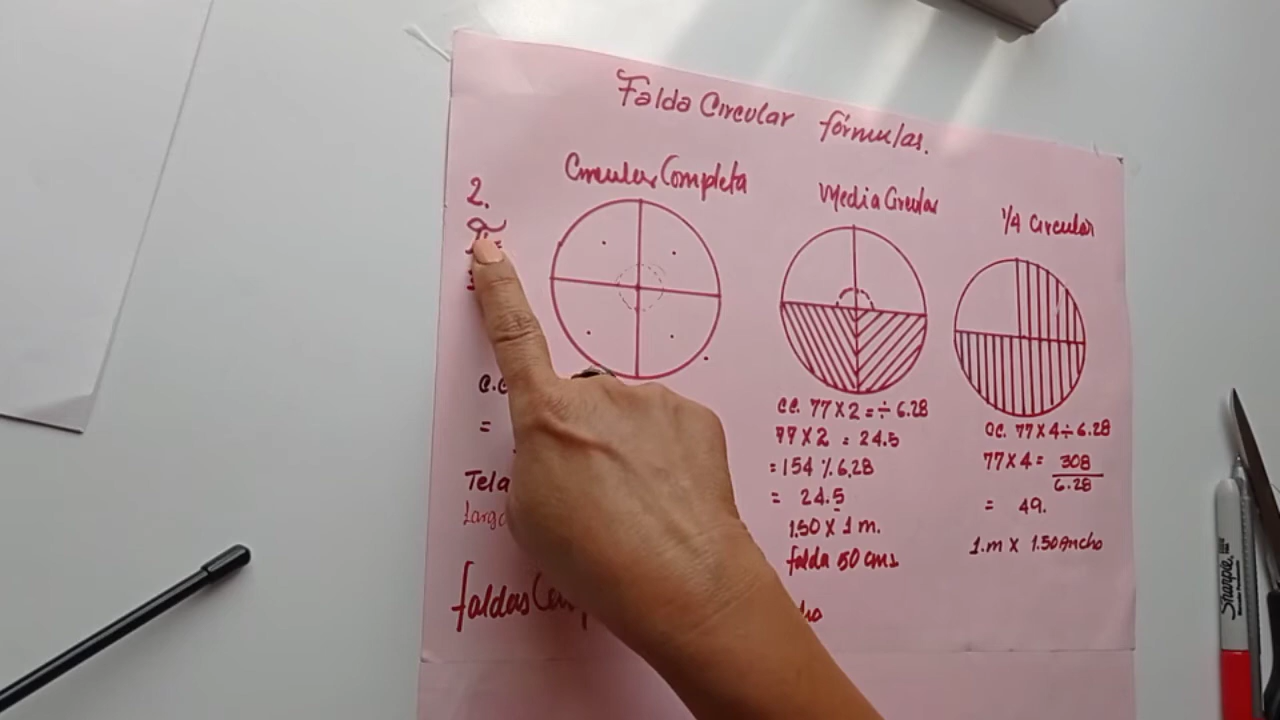 Falda Circular fórmulas.
Circular Completa
2.
=
Tela
Largo
faldas
Media Circular
CC. 77 X 2 = ÷ 6.28
77 X 2 = 24.5
= 154 % 6.28
= 24.5
1.50 X 1 m.
falda 50 cms
1/4 Circular
CC. 77 X 4 ÷ 6.28
77 X 4 = 308
6.28
= 49.
1.m X 1.50 Ancho
Sharpie